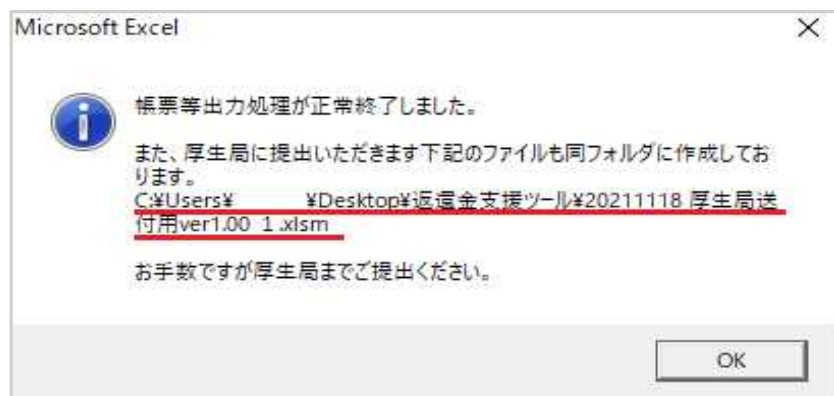 Microsoft Excel
帳票等出力処理が正常終了しました。
また、厚生局に提出いただきます下記のファイルも同フォルダに作成してお
ります。
C:¥Users¥ ¥Desktop¥返還金支援ツール¥20211118 厚生局送
付用ver1.00 1 .xlsm
お手数ですが厚生局までご提出ください。
OK